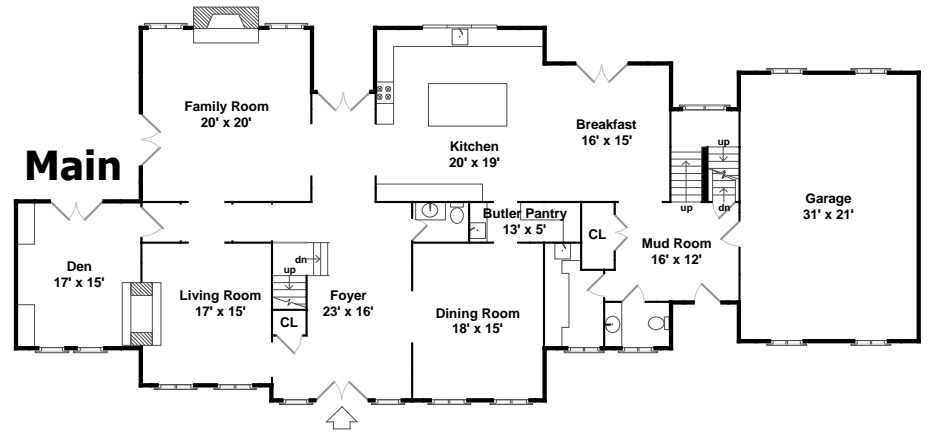 Family Room
20' x 20'
Kitchen
20' x 19'
Breakfast
16' x 15'
Main
up
dn
up
Garage
31' x 21'
Butler Pantry
13' x 5'
CL
Mud Room
16' x 12'
Den
17' x 15'
Living Room
17' x 15'
dn
up
CL
Foyer
23' x 16'
Dining Room
18' x 15'